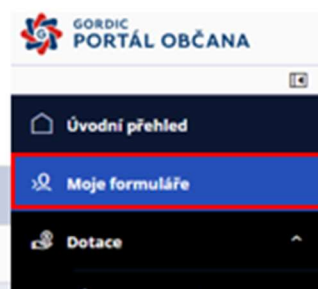 GORDIC
PORTÁL OBČANA
Úvodní přehled
Moje formuláře
Dotace